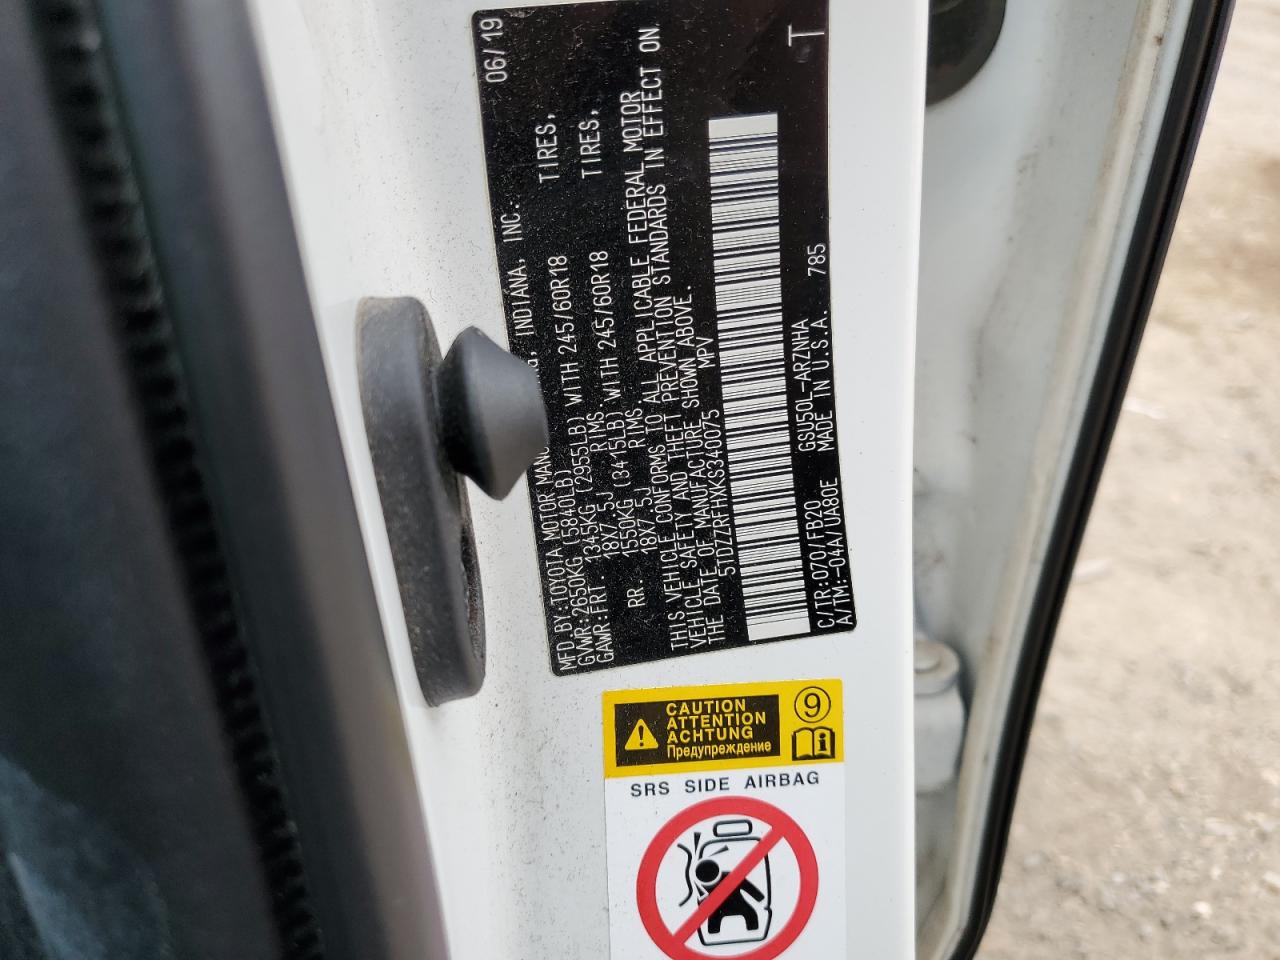 06/19
MFD.BY:TOYOTA MOTOR INDIANA, INC.
GVWR:2650KG (5840LB)
GAWR:FRT. 1345KG (2955LB) WITH 245/60R18 TIRES,
18X7.5J RIMS.
RR. 1550KG (3415LB) WITH 245/60R18 TIRES,
18X7.5J RIMS
THIS VEHICLE CONFORMS TO ALL APPLICABLE FEDERAL MOTOR
VEHICLE SAFETY AND THEFT PREVENTION STANDARDS IN EFFECT ON
THE DATE OF MANUFACTURE SHOWN ABOVE.
5TDZZRFHXKS340075 MPV
T
C/TR:070/FB20 GSU50L-ARZNHA
A/TM:-04A/UA80E MADE IN U.S.A. 785
CAUTION
ATTENTION
ACHTUNG
Предупреждение
9
SRS SIDE AIRBAG